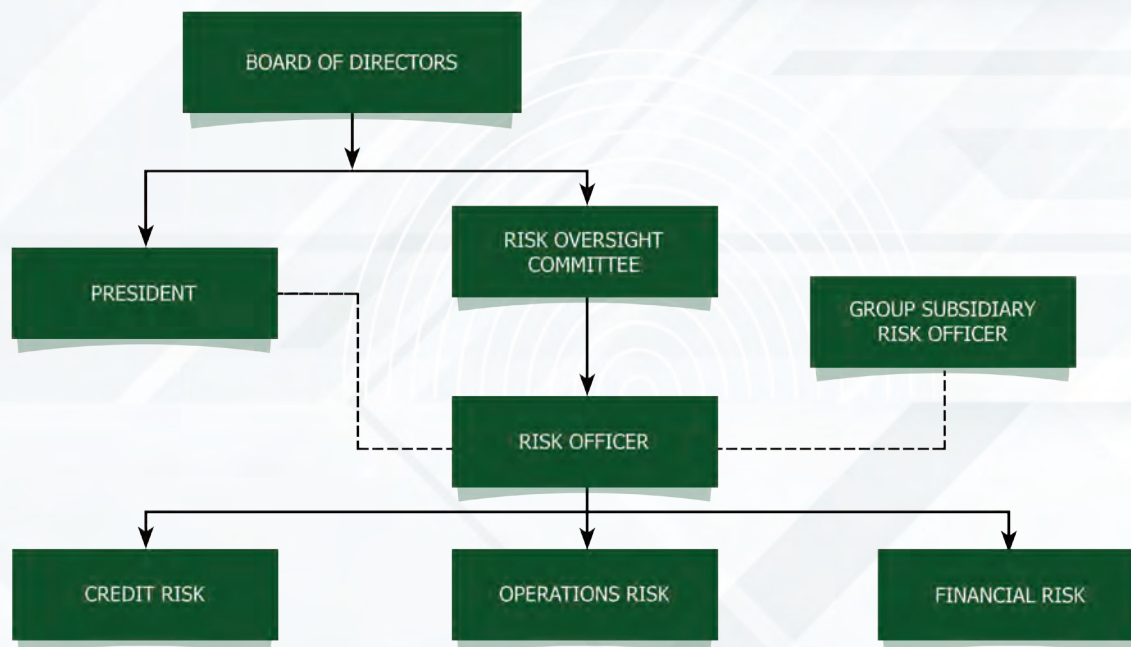 BOARD OF DIRECTORS
RISK OVERSIGHT
COMMITTEE
PRESIDENT
GROUP SUBSIDIARY
RISK OFFICER
RISK OFFICER
CREDIT RISK
OPERATIONS RISK
FINANCIAL RISK